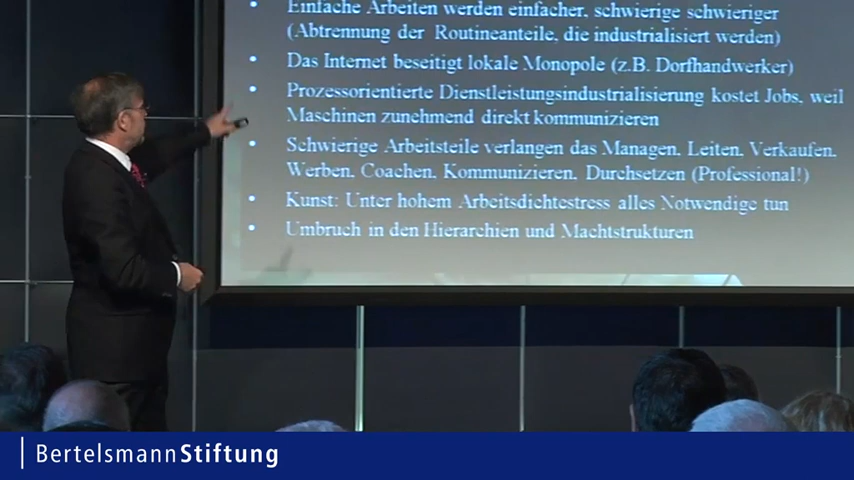 • Einfache Arbeiten werden einfacher, schwierige schwieriger
(Abtrennung der Routineanteile, die industrialisiert werden)
• Das Internet beseitigt lokale Monopole (z.B. Dorfhandwerker)
• Prozessorientierte Dienstleistungsindustrialisierung kostet Jobs, weil
Maschinen zunehmend direkt kommunizieren
• Schwierige Arbeitsteile verlangen das Managen, Leiten, Verkaufen,
Werben, Coachen, Kommunizieren, Durchsetzen (Professional!)
• Kunst: Unter hohem Arbeitsdichtestress alles Notwendige tun
• Umbruch in den Hierarchien und Machtstrukturen
BertelsmannStiftung